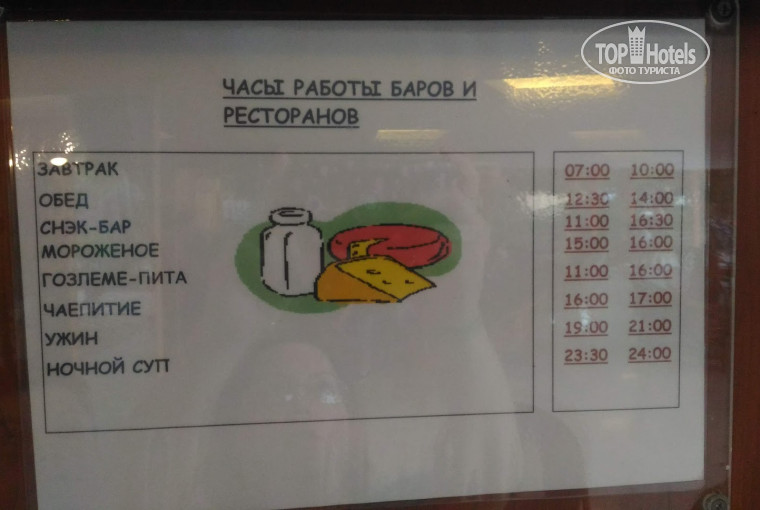 TOP Hotels
ФОТО ТУРИСТА
ЧАСЫ РАБОТЫ БАРОВ И
РЕСТОРАНОВ
ЗАВТРАК 07:00 10:00
ОБЕД 12:30 14:00
СНЭК-БАР 11:00 16:30
МОРОЖЕНОЕ 15:00 16:00
ГОЗЛЕМЕ-ПИТА 11:00 16:00
ЧАЕПИТИЕ 16:00 17:00
УЖИН 19:00 21:00
НОЧНОЙ СУП 23:30 24:00